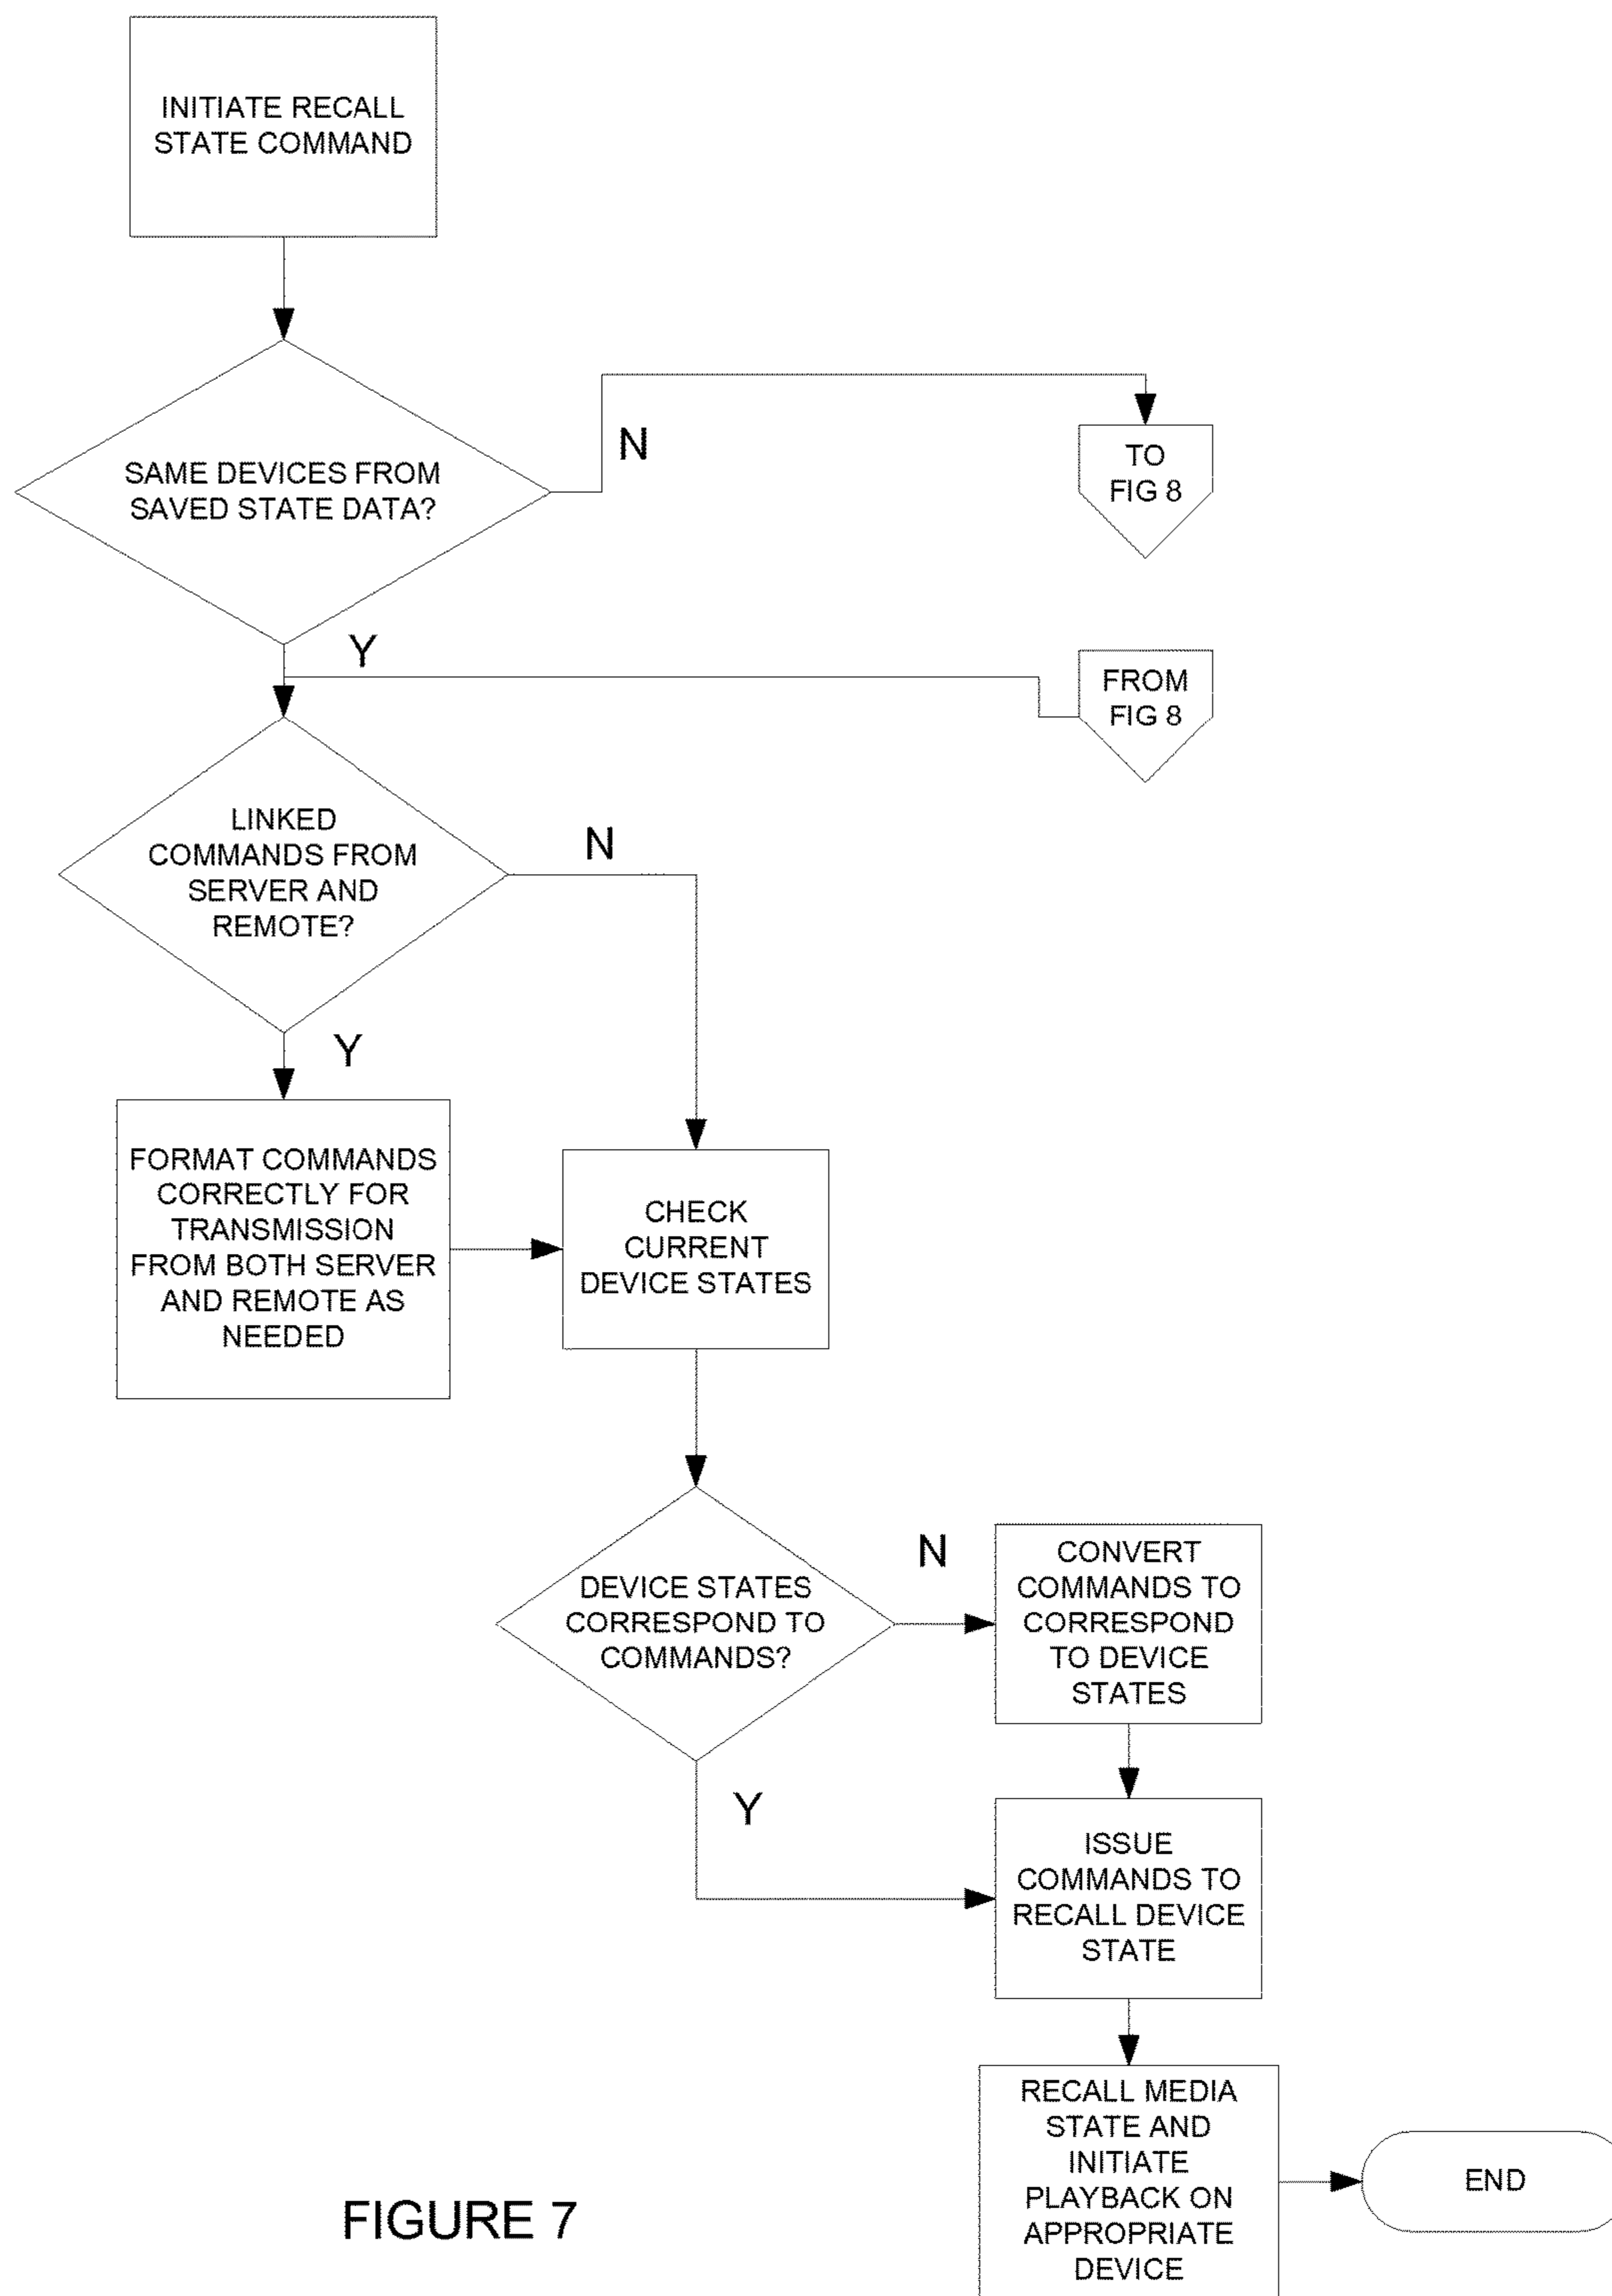 INITIATE RECALL
STATE COMMAND
SAME DEVICES FROM
SAVED STATE DATA?
N
TO
FIG 8
Y
FROM
FIG 8
LINKED
COMMANDS FROM
SERVER AND
REMOTE?
N
Y
FORMAT COMMANDS
CORRECTLY FOR
TRANSMISSION
FROM BOTH SERVER
AND REMOTE AS
NEEDED
CHECK
CURRENT
DEVICE STATES
DEVICE STATES
CORRESPOND TO
COMMANDS?
N
CONVERT
COMMANDS TO
CORRESPOND
TO DEVICE
STATES
Y
ISSUE
COMMANDS TO
RECALL DEVICE
STATE
RECALL MEDIA
STATE AND
INITIATE
PLAYBACK ON
APPROPRIATE
DEVICE
END
FIGURE 7